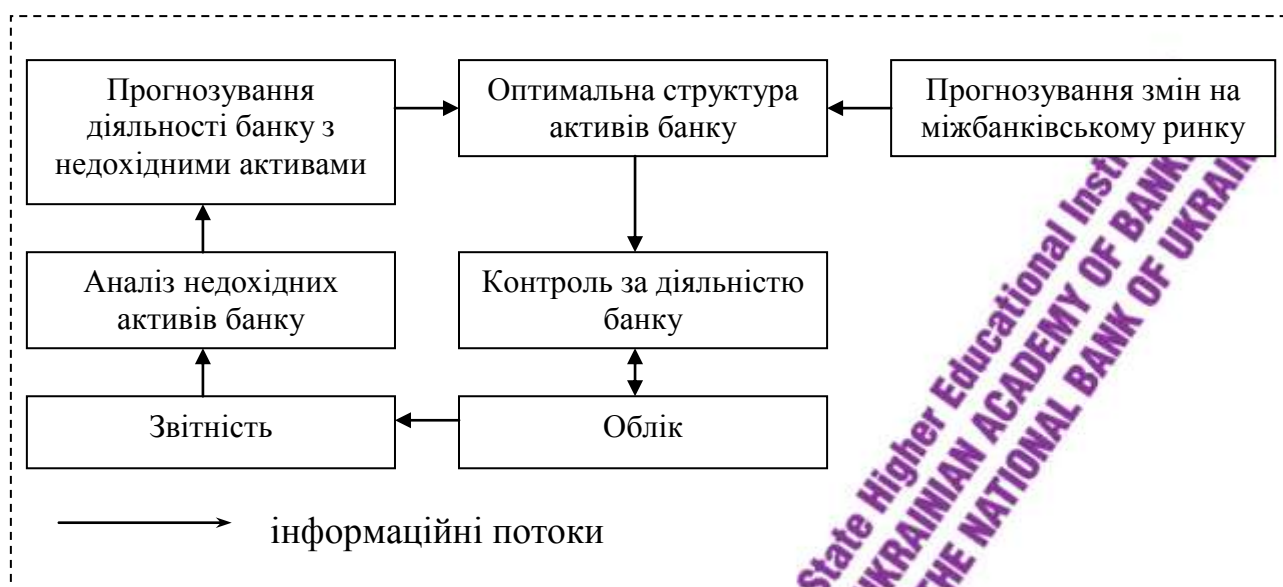 Прогнозування
діяльності банку з
недохідними активами
Оптимальна структура
активів банку
Прогнозування змін на
міжбанківському ринку
Аналіз недохідних
активів банку
Контроль за діяльністю
банку
Звітність
Облік
інформаційні потоки
State Higher Educational Insti
UKRAINIAN ACADEMY OF BANK
THE NATIONAL BANK OF UKRAIN